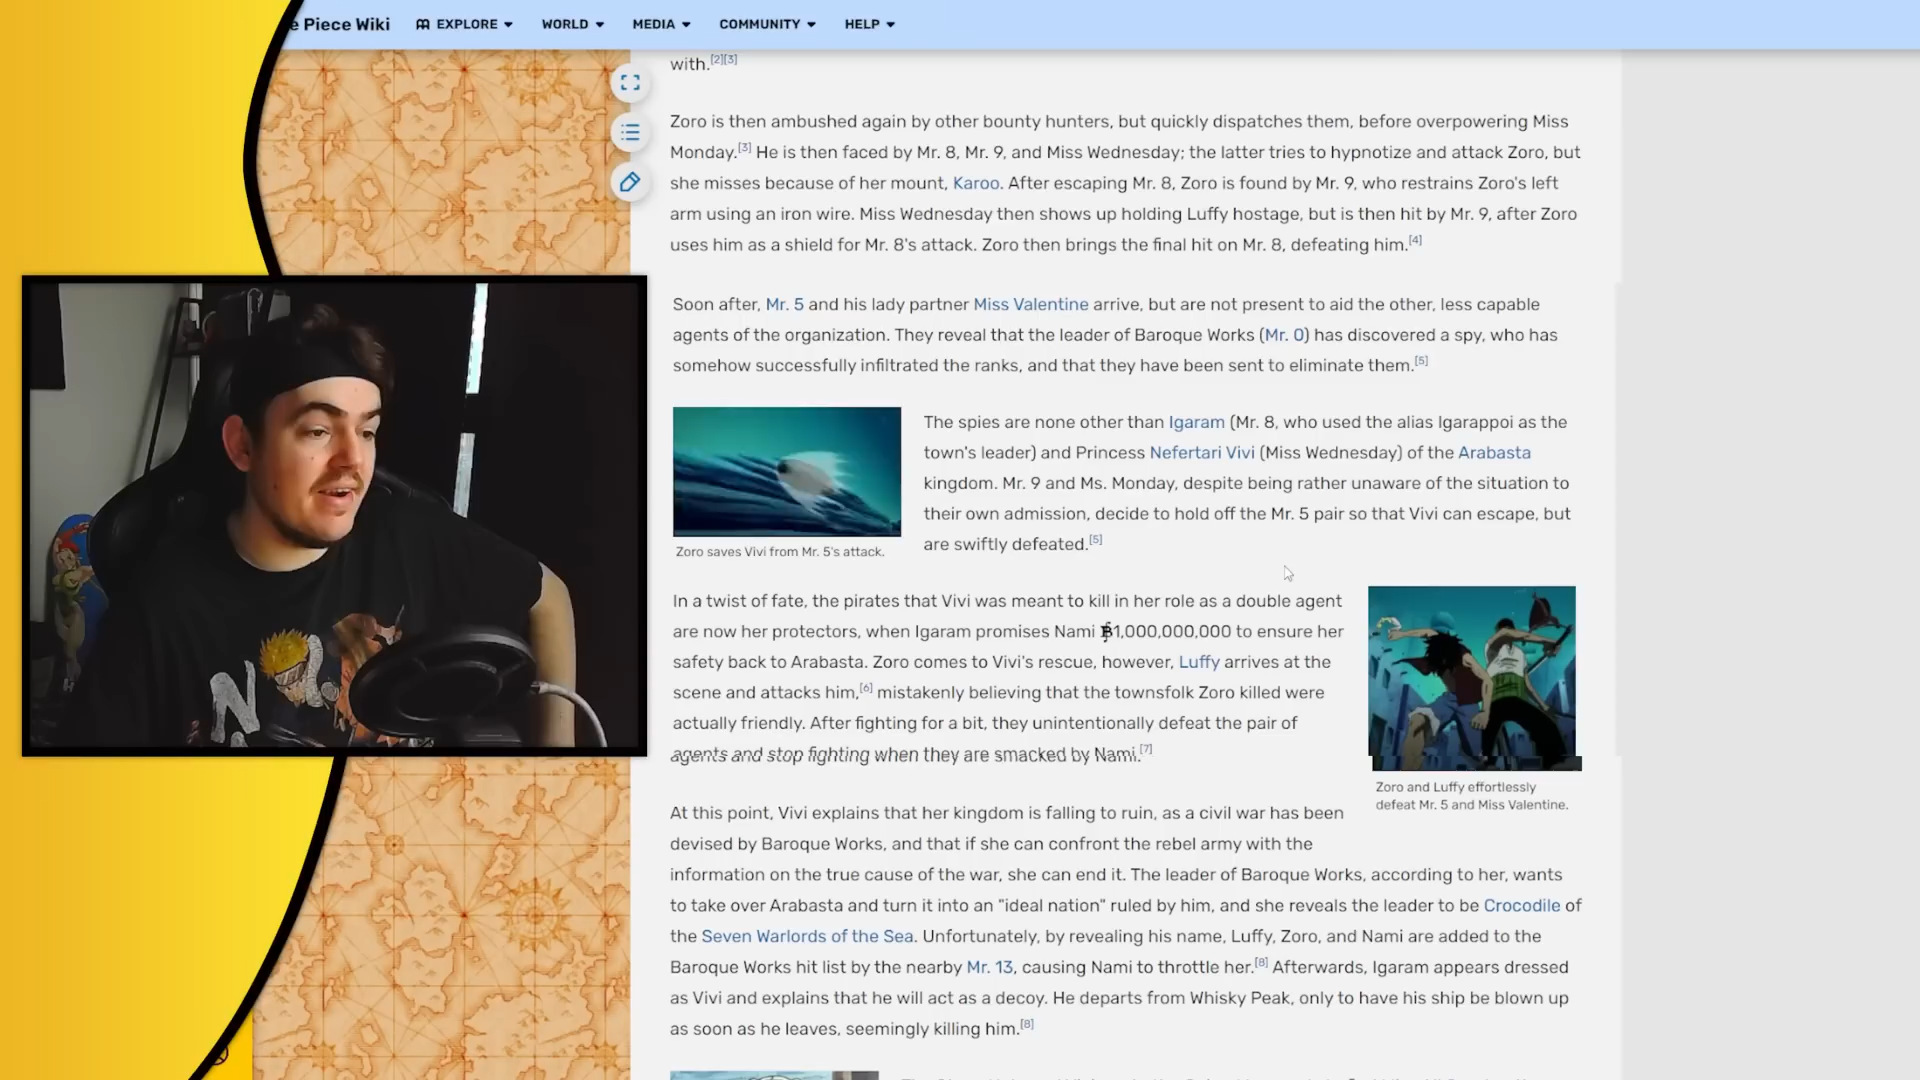 e Piece Wiki
EXPLORE
WORLD
MEDIA
COMMUNITY
HELP
with.[2][3]
Zoro is then ambushed again by other bounty hunters, but quickly dispatches them, before overpowering Miss
Monday.[3] He is then faced by Mr. 8, Mr. 9, and Miss Wednesday; the latter tries to hypnotize and attack Zoro, but
she misses because of her mount, Karoo. After escaping Mr. 8, Zoro is found by Mr. 9, who restrains Zoro's left
arm using an iron wire. Miss Wednesday then shows up holding Luffy hostage, but is then hit by Mr. 9, after Zoro
uses him as a shield for Mr. 8's attack. Zoro then brings the final hit on Mr. 8, defeating him.[4]
Soon after, Mr. 5 and his lady partner Miss Valentine arrive, but are not present to aid the other, less capable
agents of the organization. They reveal that the leader of Baroque Works (Mr. 0) has discovered a spy, who has
somehow successfully infiltrated the ranks, and that they have been sent to eliminate them.[5]
The spies are none other than Igaram (Mr. 8, who used the alias Igarappoi as the
town's leader) and Princess Nefertari Vivi (Miss Wednesday) of the Arabasta
kingdom. Mr. 9 and Ms. Monday, despite being rather unaware of the situation to
their own admission, decide to hold off the Mr. 5 pair so that Vivi can escape, but
are swiftly defeated.[5]
Zoro saves Vivi from Mr. 5's attack.
In a twist of fate, the pirates that Vivi was meant to kill in her role as a double agent
are now her protectors, when Igaram promises Nami ฿1,000,000,000 to ensure her
safety back to Arabasta. Zoro comes to Vivi's rescue, however, Luffy arrives at the
scene and attacks him,[6] mistakenly believing that the townsfolk Zoro killed were
actually friendly. After fighting for a bit, they unintentionally defeat the pair of
agents and stop fighting when they are smacked by Nami.[7]
Zoro and Luffy effortlessly
defeat Mr. 5 and Miss Valentine.
At this point, Vivi explains that her kingdom is falling to ruin, as a civil war has been
devised by Baroque Works, and that if she can confront the rebel army with the
information on the true cause of the war, she can end it. The leader of Baroque Works, according to her, wants
to take over Arabasta and turn it into an "ideal nation" ruled by him, and she reveals the leader to be Crocodile of
the Seven Warlords of the Sea. Unfortunately, by revealing his name, Luffy, Zoro, and Nami are added to the
Baroque Works hit list by the nearby Mr. 13, causing Nami to throttle her.[8] Afterwards, Igaram appears dressed
as Vivi and explains that he will act as a decoy. He departs from Whisky Peak, only to have his ship be blown up
as soon as he leaves, seemingly killing him.[8]